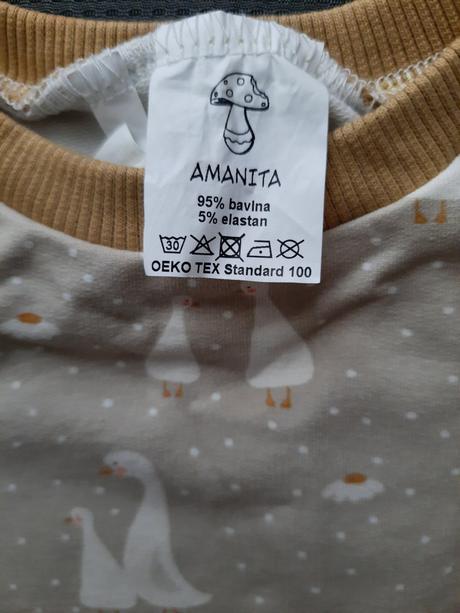 AMANITA
95% bavlna
5% elastan
30
OEKO TEX Standard 100